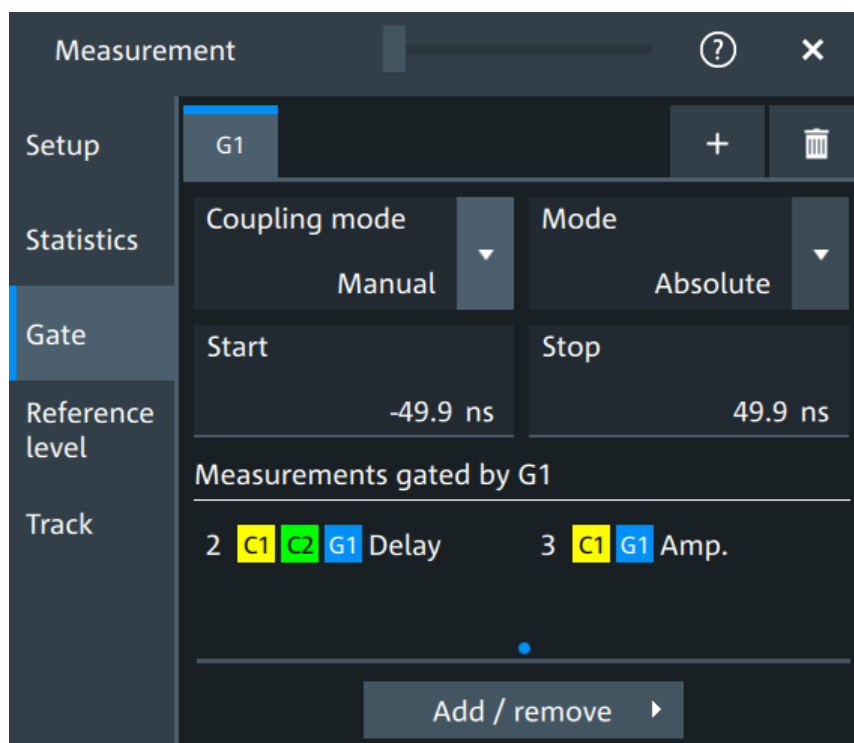 Measurement ?
Setup
Statistics
Gate
Reference
level
Track
G1 +
Coupling mode
Manual
Mode
Absolute
Start
-49.9 ns
Stop
49.9 ns
Measurements gated by G1
2 C1 C2 G1 Delay
3 C1 G1 Amp.
Add / remove